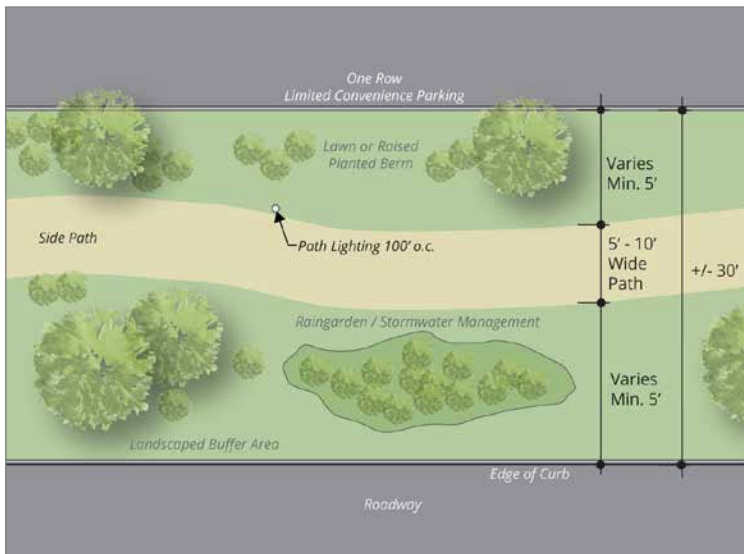 One Row
Limited Convenience Parking
Lawn or Raised
Planted Berm
Varies
Min. 5'
Side Path
Path Lighting 100' o.c.
5' - 10'
Wide
Path
+/- 30'
Raingarden / Stormwater Management
Varies
Min. 5'
Landscaped Buffer Area
Edge of Curb
Roadway